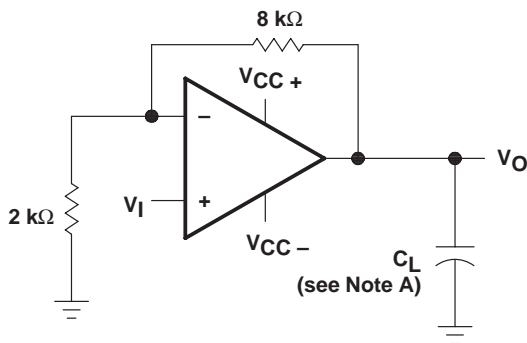 8 kΩ
VCC +
–
VO
VI
+
2 kΩ
VCC –
CL
(see Note A)